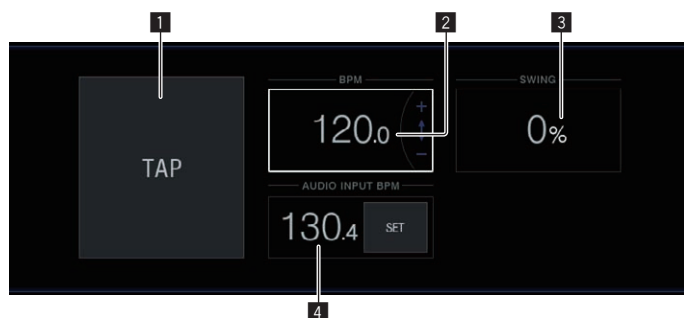 1 2 3
BPM SWING
120.0 + - 0%
TAP
AUDIO INPUT BPM
130.4 SET
4